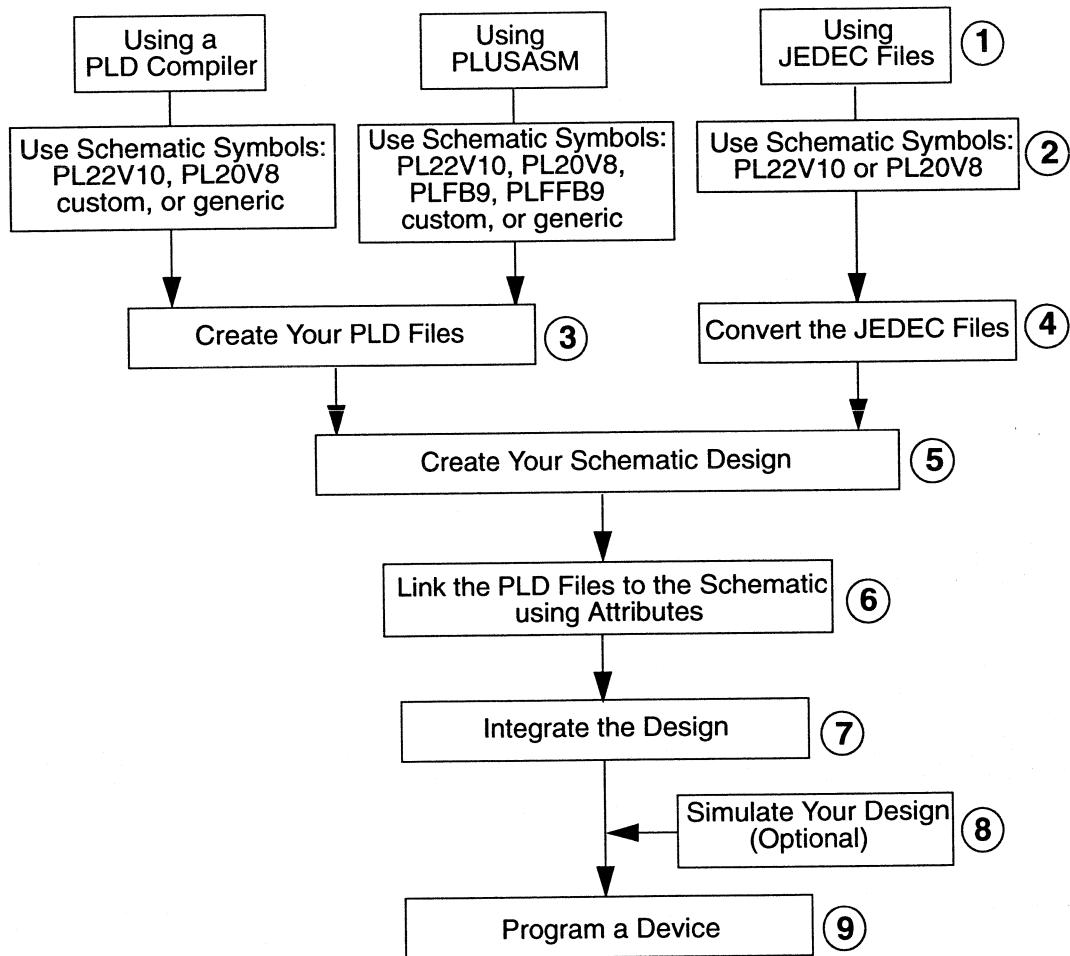 Using a
PLD Compiler
Using
PLUSASM
Using
JEDEC Files
1
Use Schematic Symbols:
PL22V10, PL20V8
custom, or generic
Use Schematic Symbols:
PL22V10, PL20V8,
PLFB9, PLFFB9
custom, or generic
Use Schematic Symbols:
PL22V10 or PL20V8
2
Create Your PLD Files
3
Convert the JEDEC Files
4
Create Your Schematic Design
5
Link the PLD Files to the Schematic
using Attributes
6
Integrate the Design
7
Simulate Your Design
(Optional)
8
Program a Device
9